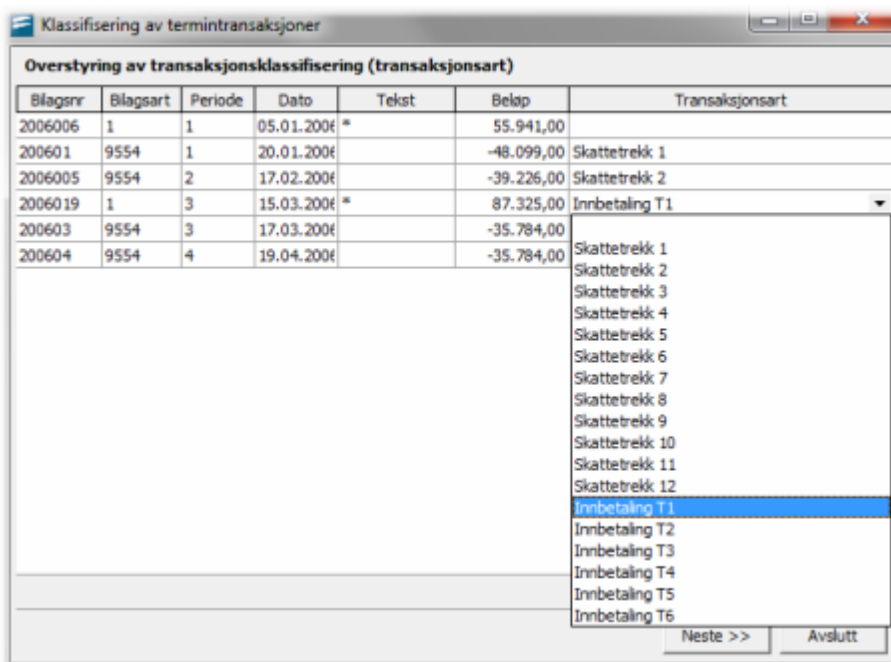 Klassifisering av termintransaksjoner
Overstyring av transaksjonsklassifisering (transaksjonsart)
Bilagsnr Bilagsart Periode Dato Tekst Beløp Transaksjonsart
2006006 1 1 05.01.2006 * 55.941,00
200601 9554 1 20.01.2006 -48.099,00 Skattetrekk 1
2006005 9554 2 17.02.2006 -39.226,00 Skattetrekk 2
2006019 1 3 15.03.2006 * 87.325,00 Innbetaling T1
200603 9554 3 17.03.2006 -35.784,00
200604 9554 4 19.04.2006 -35.784,00
Skattetrekk 1
Skattetrekk 2
Skattetrekk 3
Skattetrekk 4
Skattetrekk 5
Skattetrekk 6
Skattetrekk 7
Skattetrekk 8
Skattetrekk 9
Skattetrekk 10
Skattetrekk 11
Skattetrekk 12
Innbetaling T1
Innbetaling T2
Innbetaling T3
Innbetaling T4
Innbetaling T5
Innbetaling T6
Neste >> Avslutt